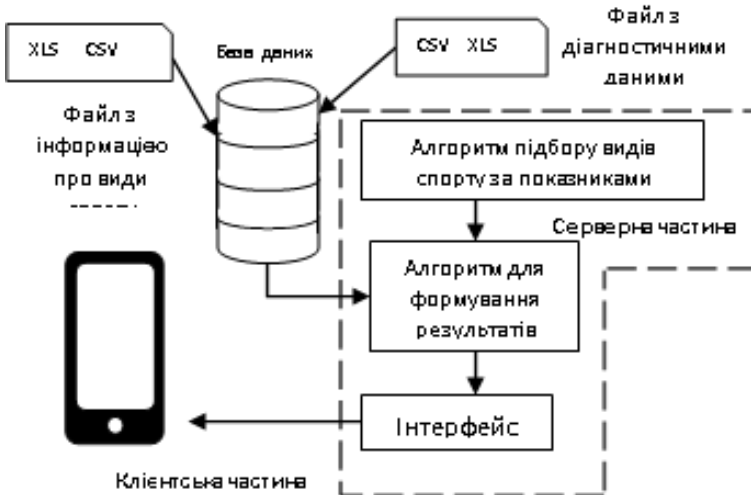 XLS CSV
База даних
CSV XLS
Файл з
діагностичними
даними
Файл з
інформацією
про види
Алгоритм підбору видів
спорту за показниками
Серверна частина
Алгоритм для
формування
результатів
Інтерфейс
Клієнтська частина